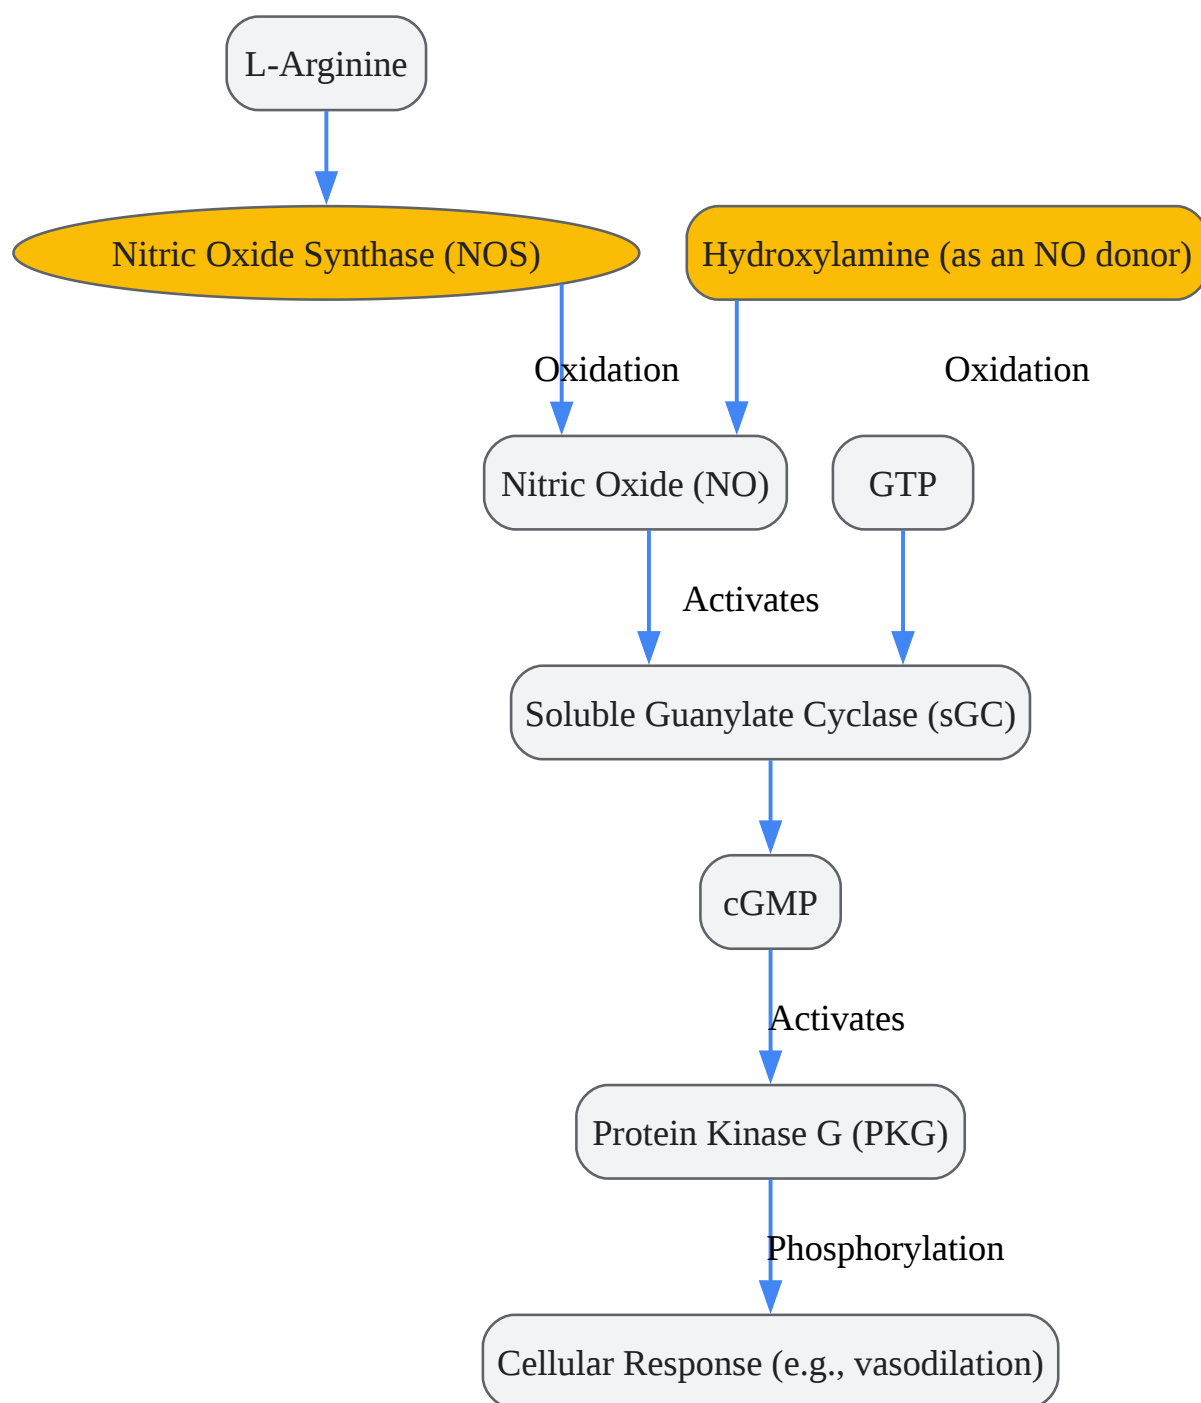 L-Arginine
Nitric Oxide Synthase (NOS)
Hydroxylamine (as an NO donor)
Oxidation
Oxidation
Nitric Oxide (NO)
GTP
Activates
Soluble Guanylate Cyclase (sGC)
cGMP
Activates
Protein Kinase G (PKG)
Phosphorylation
Cellular Response (e.g., vasodilation)